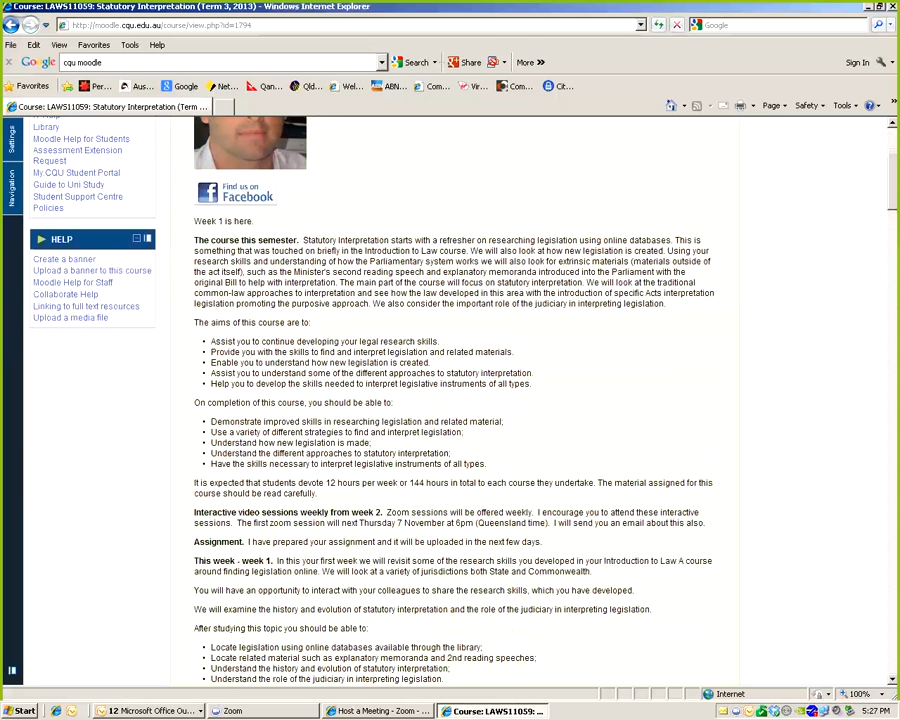 Course: LAWS11059: Statutory Interpretation (Term 3, 2013) - Windows Internet Explorer
http://moodle.cqu.edu.au/course/view.php?id=1794
Google
File Edit View Favorites Tools Help
Google cqu moodle Search Share More >> Sign In
Favorites Per... Aus... Google Net... Qan... Qld... Wel... ABN... Com... Vir... Com... Cit...
Course: LAWS11059: Statutory Interpretation (Term ...
Page Safety Tools
Settings
Navigation
Library
Moodle Help for Students
Assessment Extension
Request
My CQU Student Portal
Guide to Uni Study
Student Support Centre
Policies
HELP
Create a banner
Upload a banner to this course
Moodle Help for Staff
Collaborate Help
Linking to full text resources
Upload a media file
Find us on
Facebook
Week 1 is here.
The course this semester. Statutory Interpretation starts with a refresher on researching legislation using online databases. This is
something that was touched on briefly in the Introduction to Law course. We will also look at how new legislation is created. Using your
research skills and understanding of how the Parliamentary system works we will also look for extrinsic materials (materials outside of
the act itself), such as the Minister's second reading speech and explanatory memoranda introduced into the Parliament with the
original Bill to help with interpretation. The main part of the course will focus on statutory interpretation. We will look at the traditional
common-law approaches to interpretation and see how the law developed in this area with the introduction of specific Acts interpretation
legislation promoting the purposive approach. We also consider the important role of the judiciary in interpreting legislation.
The aims of this course are to:
• Assist you to continue developing your legal research skills.
• Provide you with the skills to find and interpret legislation and related materials.
• Enable you to understand how new legislation is created.
• Assist you to understand some of the different approaches to statutory interpretation.
• Help you to develop the skills needed to interpret legislative instruments of all types.
On completion of this course, you should be able to:
• Demonstrate improved skills in researching legislation and related material;
• Use a variety of different strategies to find and interpret legislation;
• Understand how new legislation is made;
• Understand the different approaches to statutory interpretation;
• Have the skills necessary to interpret legislative instruments of all types.
It is expected that students devote 12 hours per week or 144 hours in total to each course they undertake. The material assigned for this
course should be read carefully.
Interactive video sessions weekly from week 2. Zoom sessions will be offered weekly. I encourage you to attend these interactive
sessions. The first zoom session will next Thursday 7 November at 6pm (Queensland time). I will send you an email about this also.
Assignment. I have prepared your assignment and it will be uploaded in the next few days.
This week - week 1. In this your first week we will revisit some of the research skills you developed in your Introduction to Law A course
around finding legislation online. We will look at a variety of jurisdictions both State and Commonwealth.
You will have an opportunity to interact with your colleagues to share the research skills, which you have developed.
We will examine the history and evolution of statutory interpretation and the role of the judiciary in interpreting legislation.
After studying this topic you should be able to:
• Locate legislation using online databases available through the library;
• Locate related material such as explanatory memoranda and 2nd reading speeches;
• Understand the history and evolution of statutory interpretation;
• Understand the role of the judiciary in interpreting legislation.
Internet 100%
Start 12 Microsoft Office Ou... Zoom Host a Meeting - Zoom -... Course: LAWS11059: ... 5:27 PM